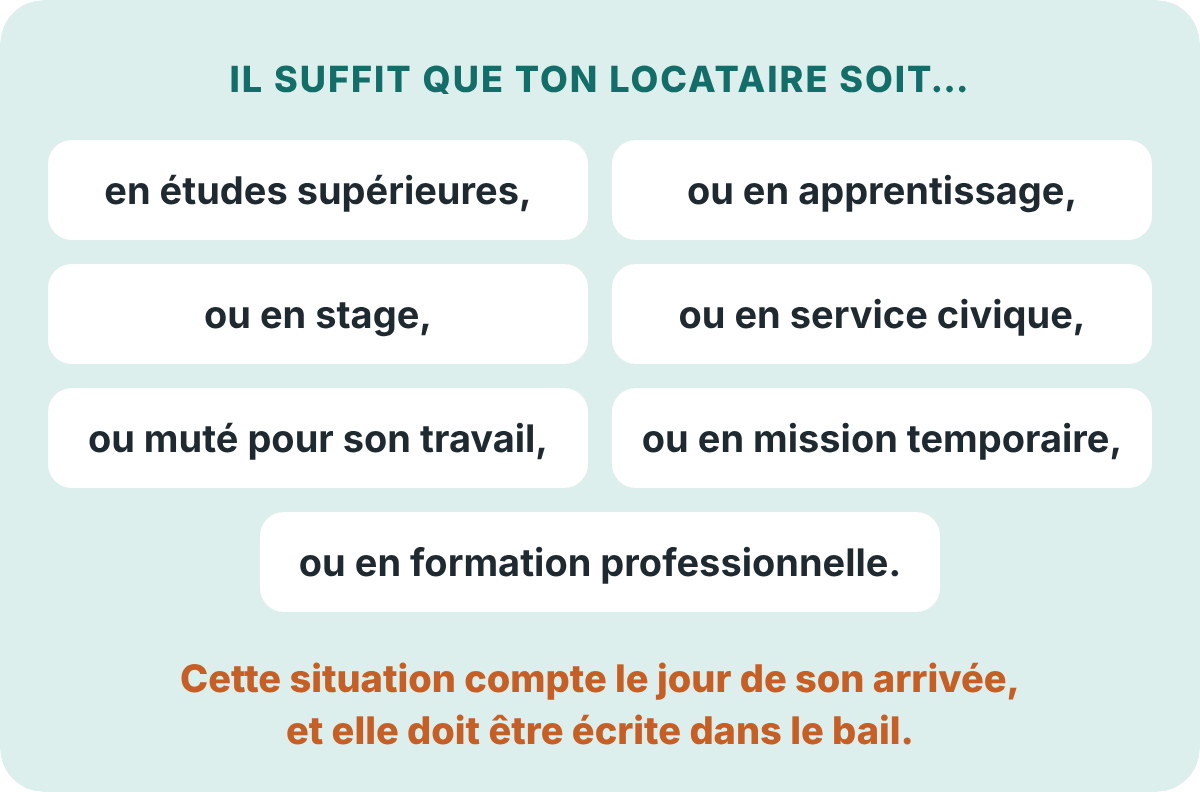 IL SUFFIT QUE TON LOCATAIRE SOIT...
en études supérieures,
ou en apprentissage,
ou en stage,
ou en service civique,
ou muté pour son travail,
ou en mission temporaire,
ou en formation professionnelle.
Cette situation compte le jour de son arrivée,
et elle doit être écrite dans le bail.